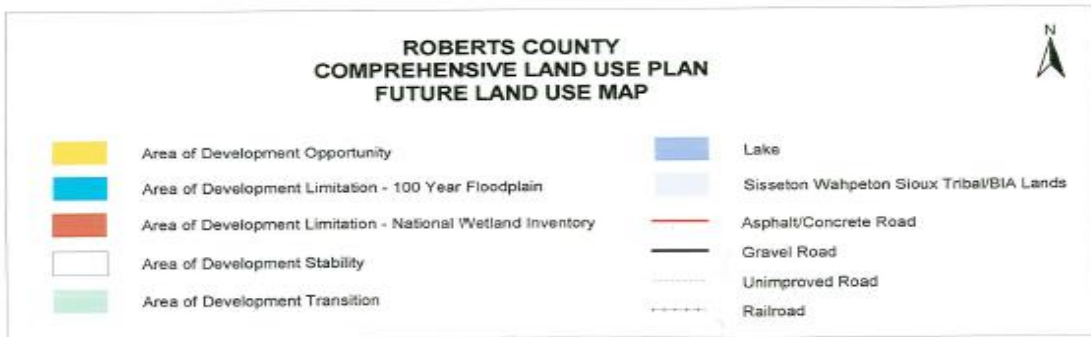 ROBERTS COUNTY
COMPREHENSIVE LAND USE PLAN
FUTURE LAND USE MAP
N
Area of Development Opportunity
Area of Development Limitation - 100 Year Floodplain
Area of Development Limitation - National Wetland Inventory
Area of Development Stability
Area of Development Transition
Lake
Sisseton Wahpeton Sioux Tribal/BIA Lands
Asphalt/Concrete Road
Gravel Road
Unimproved Road
Railroad